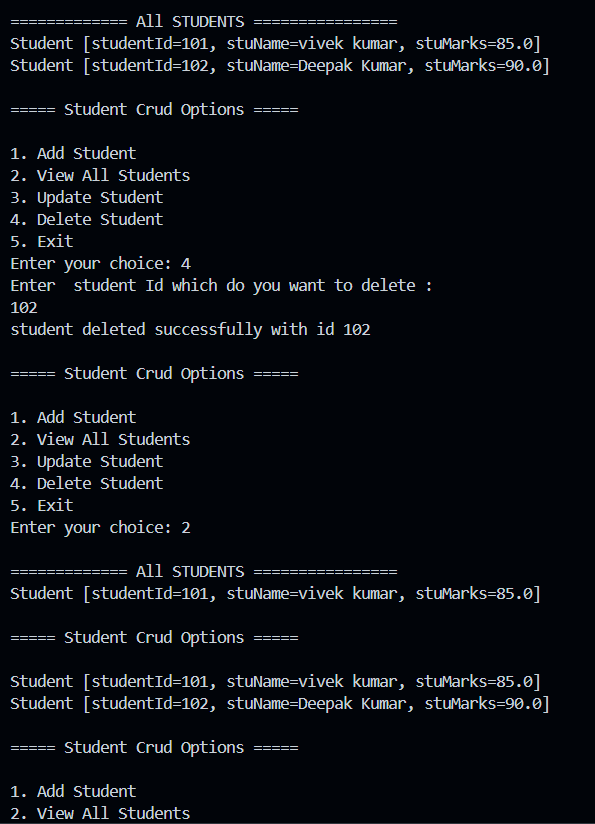 ============= All STUDENTS ================
Student [studentId=101, stuName=vivek kumar, stuMarks=85.0]
Student [studentId=102, stuName=Deepak Kumar, stuMarks=90.0]
===== Student Crud Options =====
1. Add Student
2. View All Students
3. Update Student
4. Delete Student
5. Exit
Enter your choice: 4
Enter  student Id which do you want to delete :
102
student deleted successfully with id 102
===== Student Crud Options =====
1. Add Student
2. View All Students
3. Update Student
4. Delete Student
5. Exit
Enter your choice: 2
============= All STUDENTS ================
Student [studentId=101, stuName=vivek kumar, stuMarks=85.0]
===== Student Crud Options =====
Student [studentId=101, stuName=vivek kumar, stuMarks=85.0]
Student [studentId=102, stuName=Deepak Kumar, stuMarks=90.0]
===== Student Crud Options =====
1. Add Student
2. View All Students